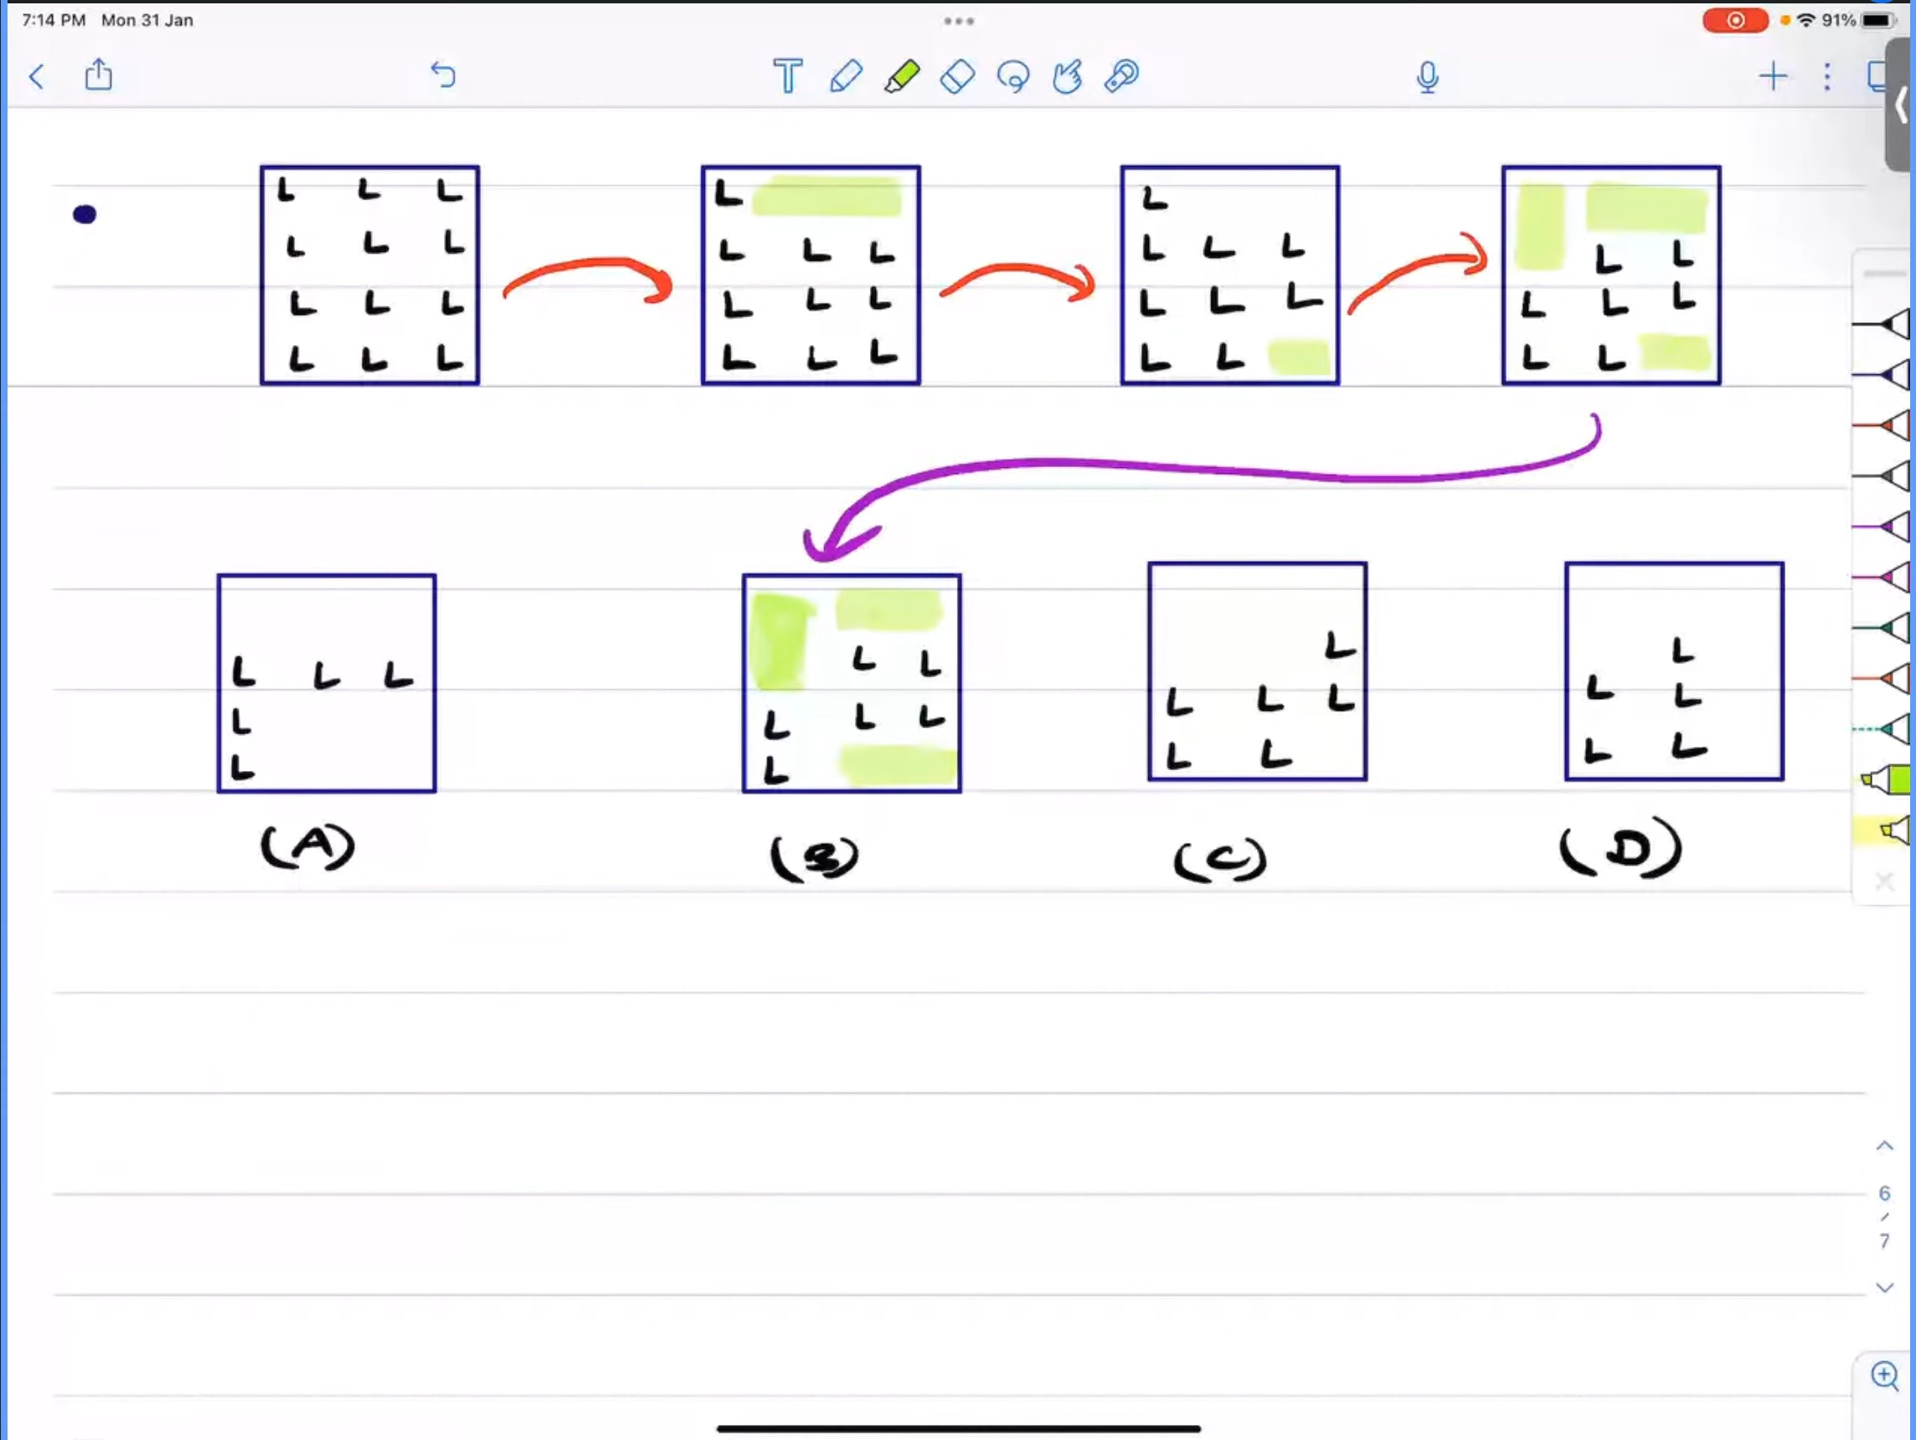 7:14 PM Mon 31 Jan 91%
T
L L L L L
L L L L L L L L L L L L
L L L L L L L L L L
L L L L L L L L L L
L
L L L
L L L L
L L L L L L L L L
L L L L L L
L
(A) (B) (C) (D)
6
/
7